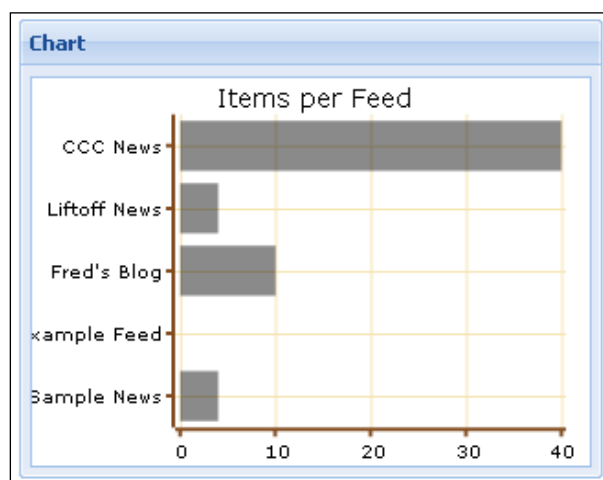 Chart
Items per Feed
CCC News
Liftoff News
Fred's Blog
xample Feed
Sample News
0 10 20 30 40